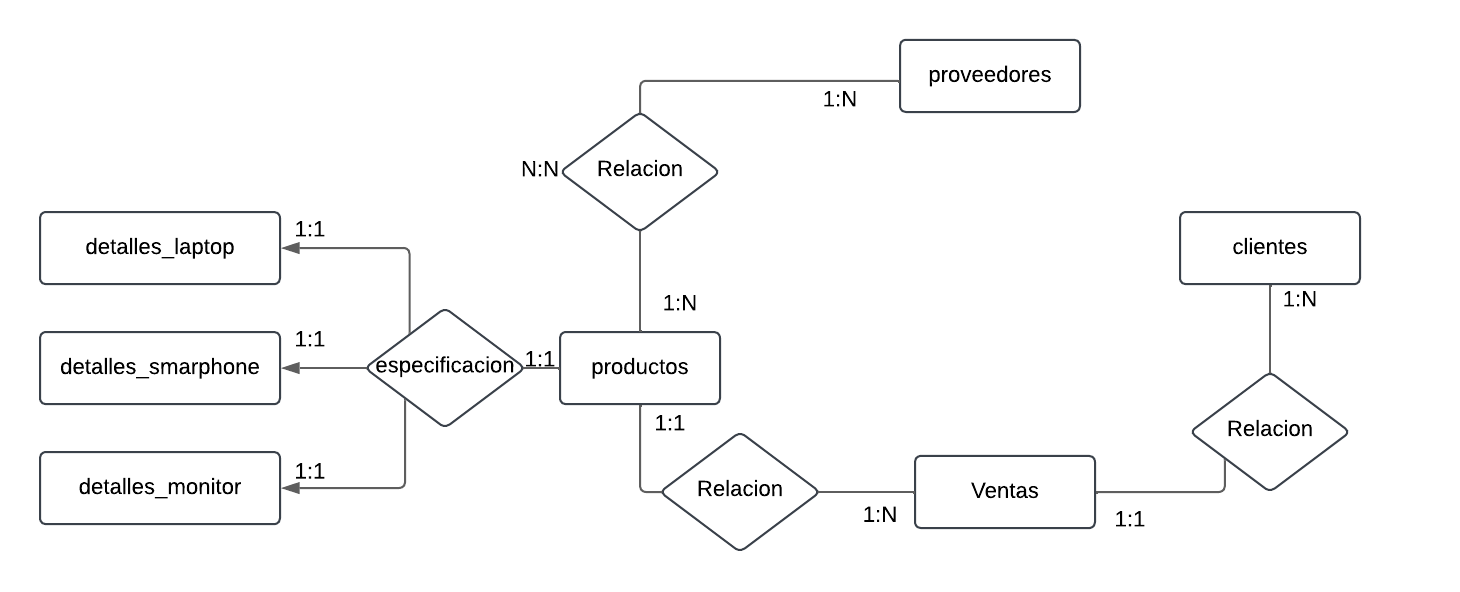 proveedores
1:N
N:N
Relacion
detalles_laptop
1:1
clientes
1:N
1:N
detalles_smarphone
1:1
especificacion
1:1
productos
1:1
Relacion
detalles_monitor
1:1
Relacion
1:N
Ventas
1:1